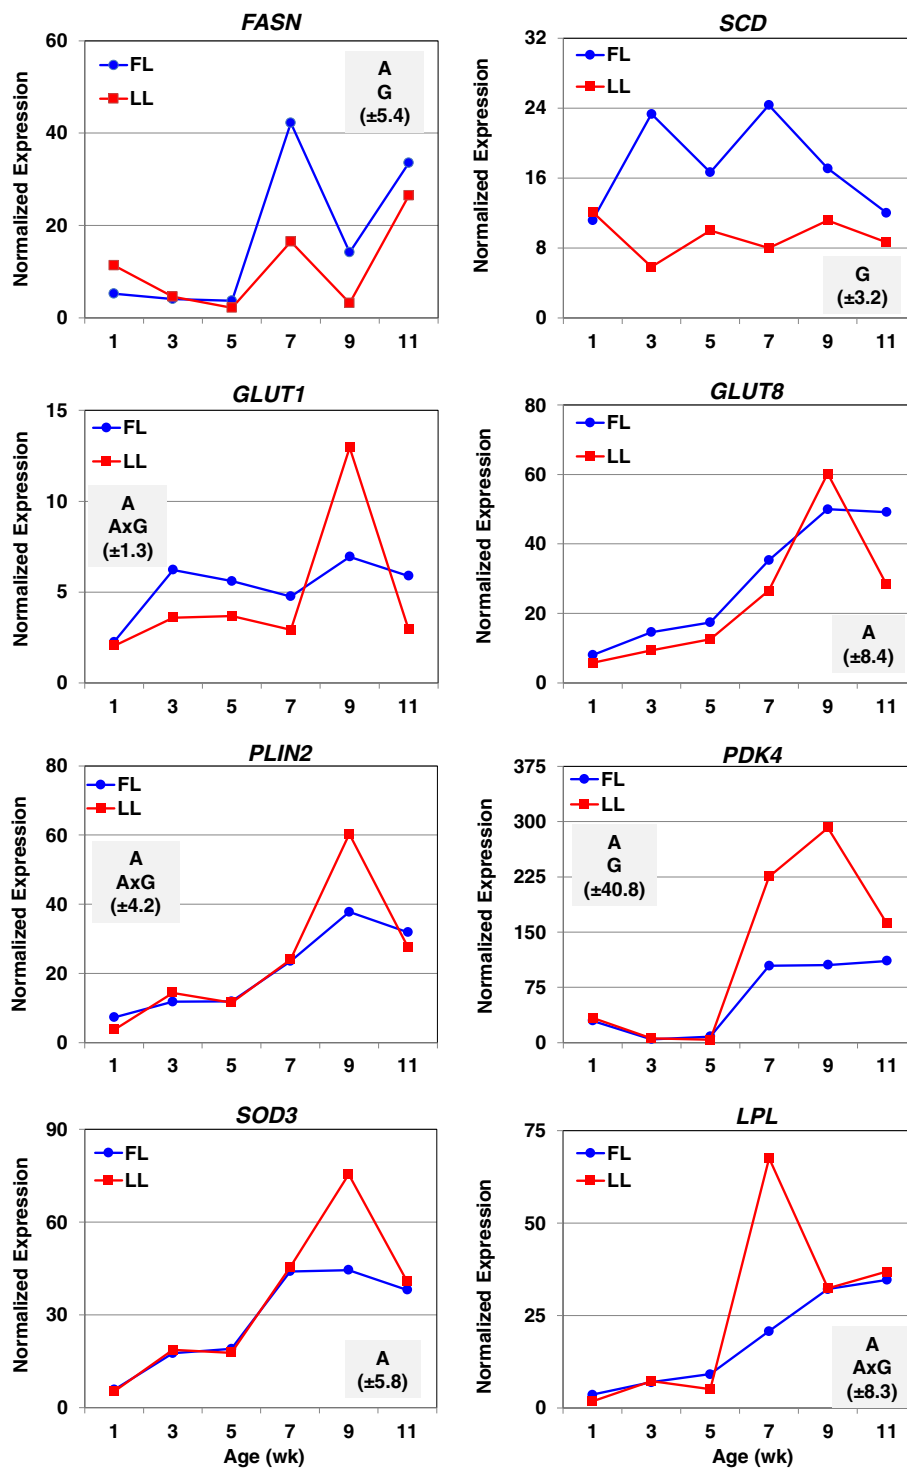 FASN
Normalized Expression
60
40
20
0
FL
LL
A
G
(±5.4)
1 3 5 7 9 11
SCD
Normalized Expression
32
24
16
8
0
FL
LL
G
(±3.2)
1 3 5 7 9 11
GLUT1
Normalized Expression
15
10
5
0
FL
LL
A
AxG
(±1.3)
1 3 5 7 9 11
GLUT8
Normalized Expression
80
60
40
20
0
FL
LL
A
(±8.4)
1 3 5 7 9 11
PLIN2
Normalized Expression
80
60
40
20
0
FL
LL
A
AxG
(±4.2)
1 3 5 7 9 11
PDK4
Normalized Expression
375
300
225
150
75
0
FL
LL
A
G
(±40.8)
1 3 5 7 9 11
SOD3
Normalized Expression
90
60
30
0
FL
LL
A
(±5.8)
1 3 5 7 9 11
Age (wk)
LPL
Normalized Expression
75
50
25
0
FL
LL
A
AxG
(±8.3)
1 3 5 7 9 11
Age (wk)